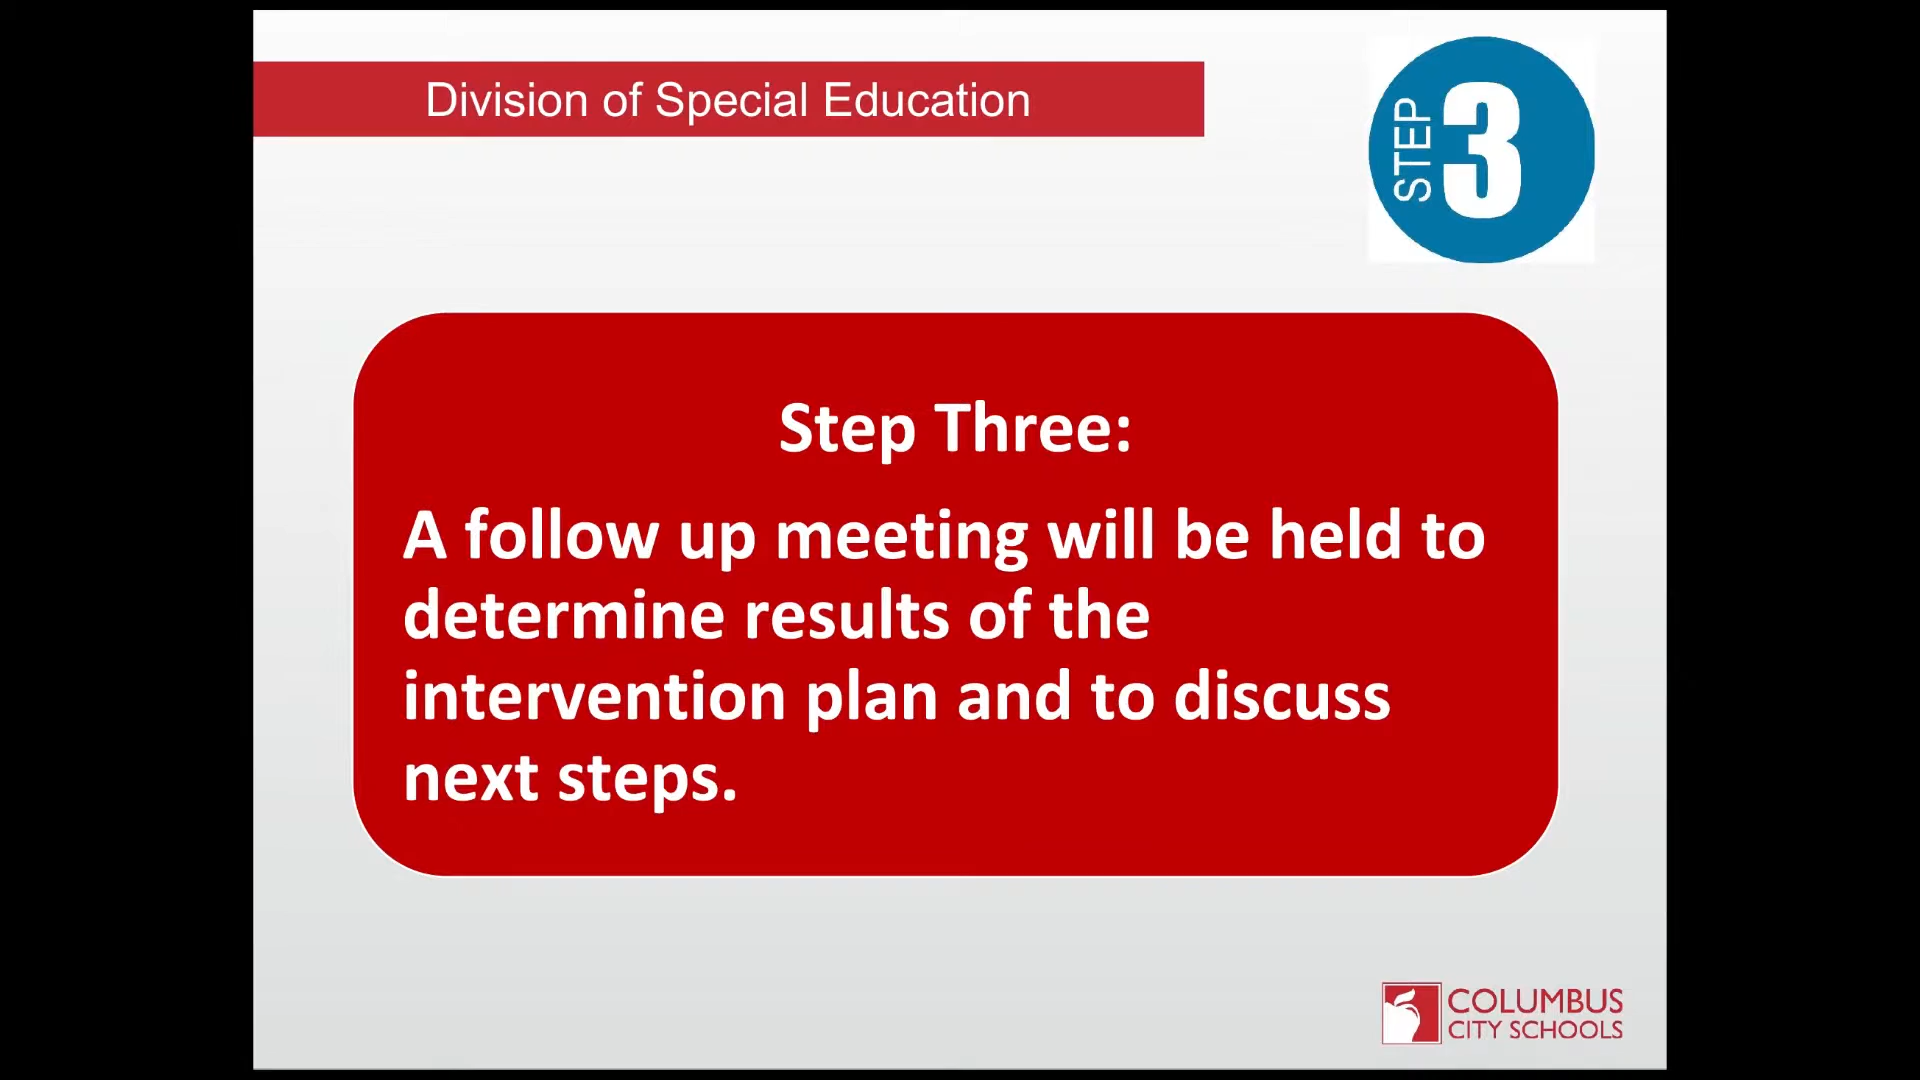 Division of Special Education
STEP 3
Step Three:
A follow up meeting will be held to
determine results of the
intervention plan and to discuss
next steps.
COLUMBUS
CITY SCHOOLS